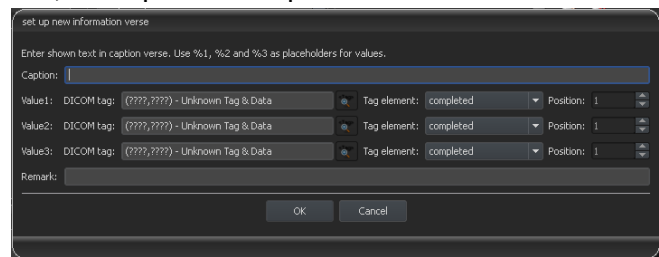 set up new information verse
Enter shown text in caption verse. Use %1, %2 and %3 as placeholders for values.
Caption:
Value1: DICOM tag: (????,????) - Unknown Tag & Data Tag element: completed Position: 1
Value2: DICOM tag: (????,????) - Unknown Tag & Data Tag element: completed Position: 1
Value3: DICOM tag: (????,????) - Unknown Tag & Data Tag element: completed Position: 1
Remark:
OK Cancel